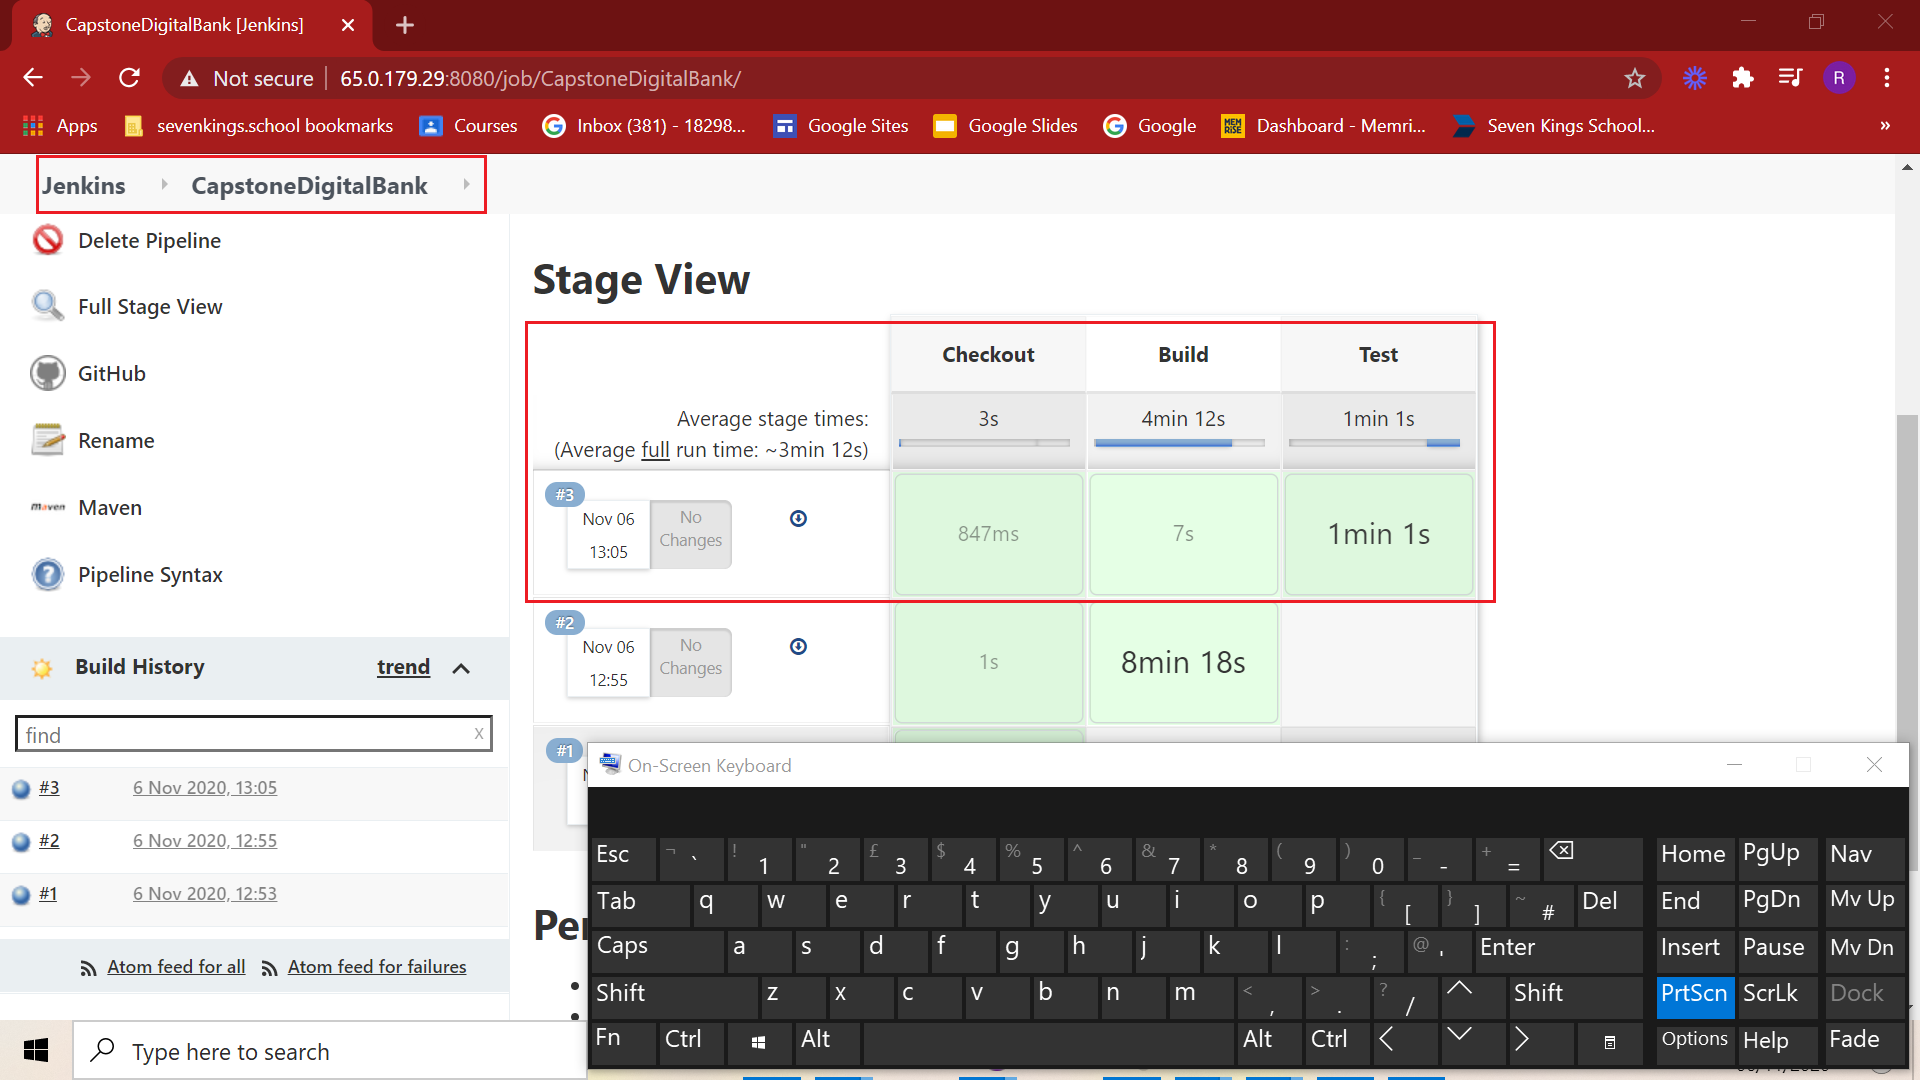 CapstoneDigitalBank [Jenkins]
Not secure
65.0.179.29:8080/job/CapstoneDigitalBank/
R
Apps
sevenkings.school bookmarks
Courses
Inbox (381) - 18298...
Google Sites
Google Slides
Google
MEM RISE
Dashboard - Memri...
Seven Kings School...
»
Jenkins
CapstoneDigitalBank
Delete Pipeline
Full Stage View
GitHub
Rename
maven
Maven
Pipeline Syntax
Build History
trend
find
X
#3
6 Nov 2020, 13:05
#2
6 Nov 2020, 12:55
#1
6 Nov 2020, 12:53
Atom feed for all
Atom feed for failures
Stage View
Checkout
Build
Test
Average stage times:
(Average full run time: ~3min 12s)
3s
4min 12s
1min 1s
#3
Nov 06
13:05
No
Changes
847ms
7s
1min 1s
#2
Nov 06
12:55
No
Changes
1s
8min 18s
#1
On-Screen Keyboard
Esc ¬ ` ! 1 " 2 £ 3 $ 4 % 5 ^ 6 & 7 * 8 ( 9 ) 0 _ - + = Home PgUp Nav
Tab q w e r t y u i o p { [ } ] ~ # Del End PgDn Mv Up
Caps a s d f g h j k l : ; @ ' Enter Insert Pause Mv Dn
Shift z x c v b n m < , > . ? / Shift PrtScn ScrLk Dock
Fn Ctrl Alt Alt Ctrl Options Help Fade
Type here to search